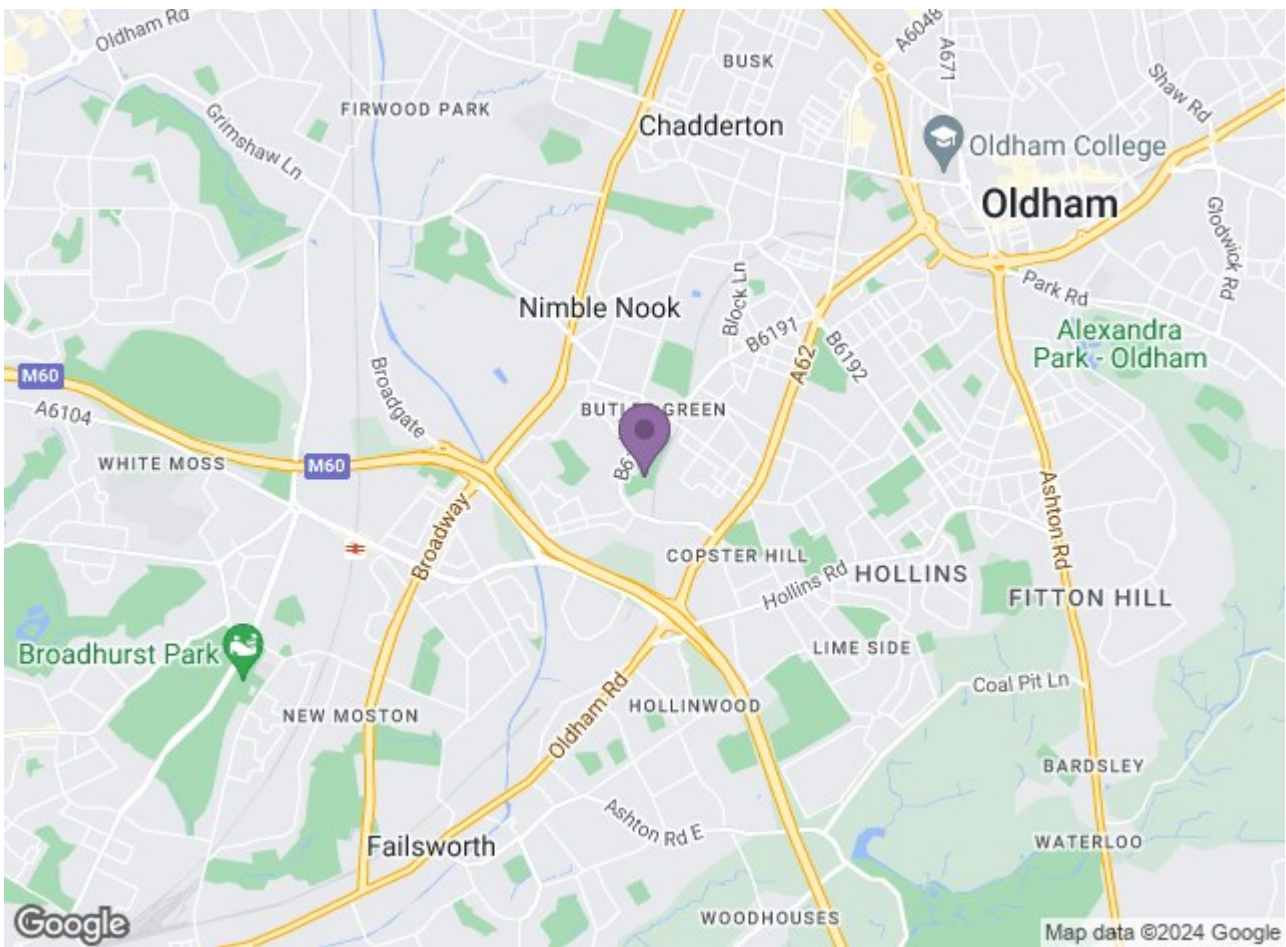 Oldham Rd
A6048
A671
BUSK
Shaw Rd
FIRWOOD PARK
Grimshaw Ln
Chadderton
Oldham College
Oldham
Glodwick Rd
Park Rd
Nimble Nook
Block Ln
B6191
B6192
Alexandra
Park - Oldham
A62
M60
A6104
Broadgate
BUTLER GREEN
WHITE MOSS
M60
Ashton Rd
Broadway
COPSTER HILL
HOLLINS
Hollins Rd
FITTON HILL
Broadhurst Park
LIME SIDE
Coal Pit Ln
NEW MOSTON
HOLLINWOOD
Oldham Rd
BARDSLEY
Ashton Rd E
Failsworth
WATERLOO
WOODHOUSES
Google
Map data ©2024 Google